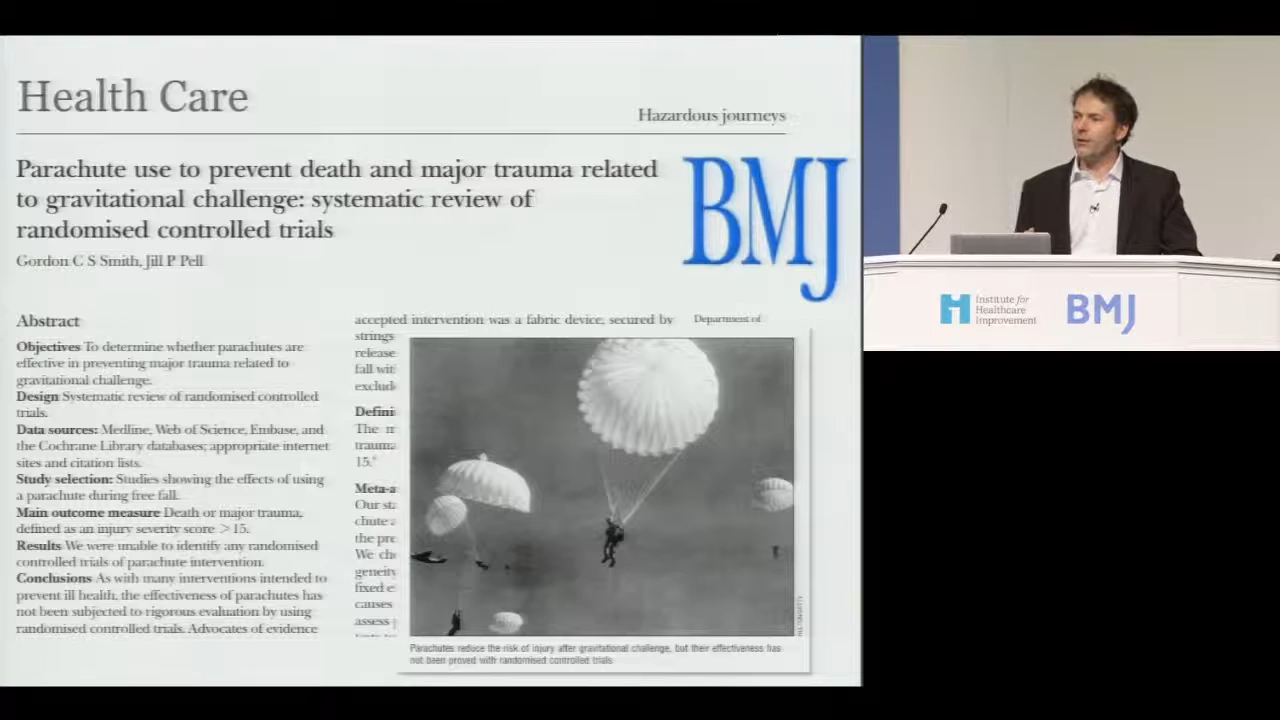 Health Care
Hazardous journeys
Parachute use to prevent death and major trauma related
to gravitational challenge: systematic review of
randomised controlled trials
Gordon C S Smith, Jill P Pell
BMJ
Abstract
Objectives To determine whether parachutes are
effective in preventing major trauma related to
gravitational challenge.
Design Systematic review of randomised controlled
trials.
Data sources: Medline, Web of Science, Embase, and
the Cochrane Library databases; appropriate internet
sites and citation lists.
Study selection: Studies showing the effects of using
a parachute during free fall.
Main outcome measure Death or major trauma,
defined as an injury severity score > 15.
Results We were unable to identify any randomised
controlled trials of parachute intervention.
Conclusions As with many interventions intended to
prevent ill health, the effectiveness of parachutes has
not been subjected to rigorous evaluation by using
randomised controlled trials. Advocates of evidence
accepted intervention was a fabric device, secured by
strings
release
fall wit
exclud
Defini
The m
trauma
15.
Meta-a
Our sta
chute a
the pre
We cho
geneity
fixed e
causes
assess
Department of
Parachutes reduce the risk of injury after gravitational challenge, but their effectiveness has
not been proved with randomised controlled trials
Institute for
Healthcare
Improvement
BMJ